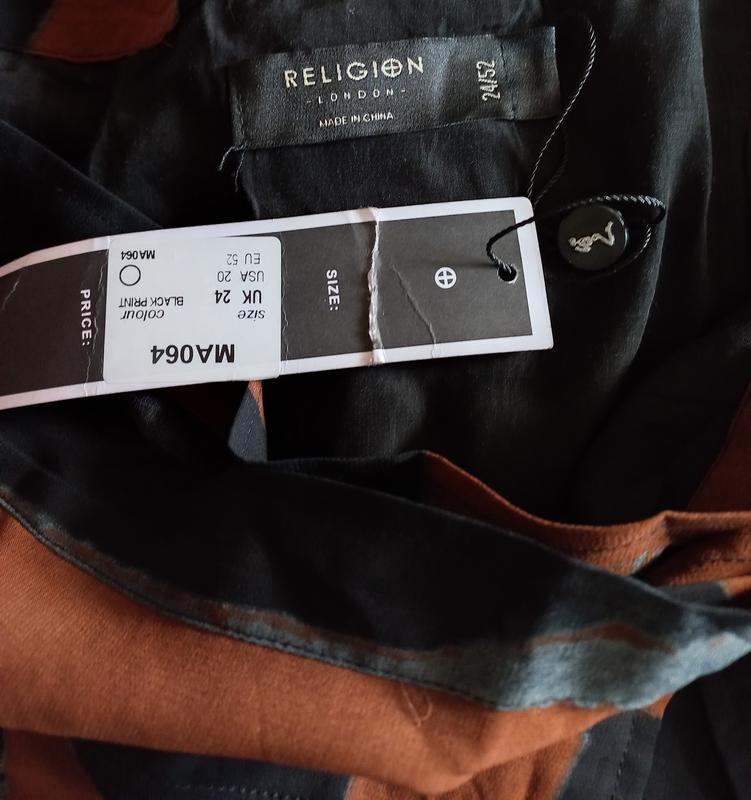 RELIGION
- LONDON -
MADE IN CHINA
24/52
SIZE:
PRICE:
MA064
size
colour
UK 24
BLACK PRINT
USA 20
EU 52
MA064